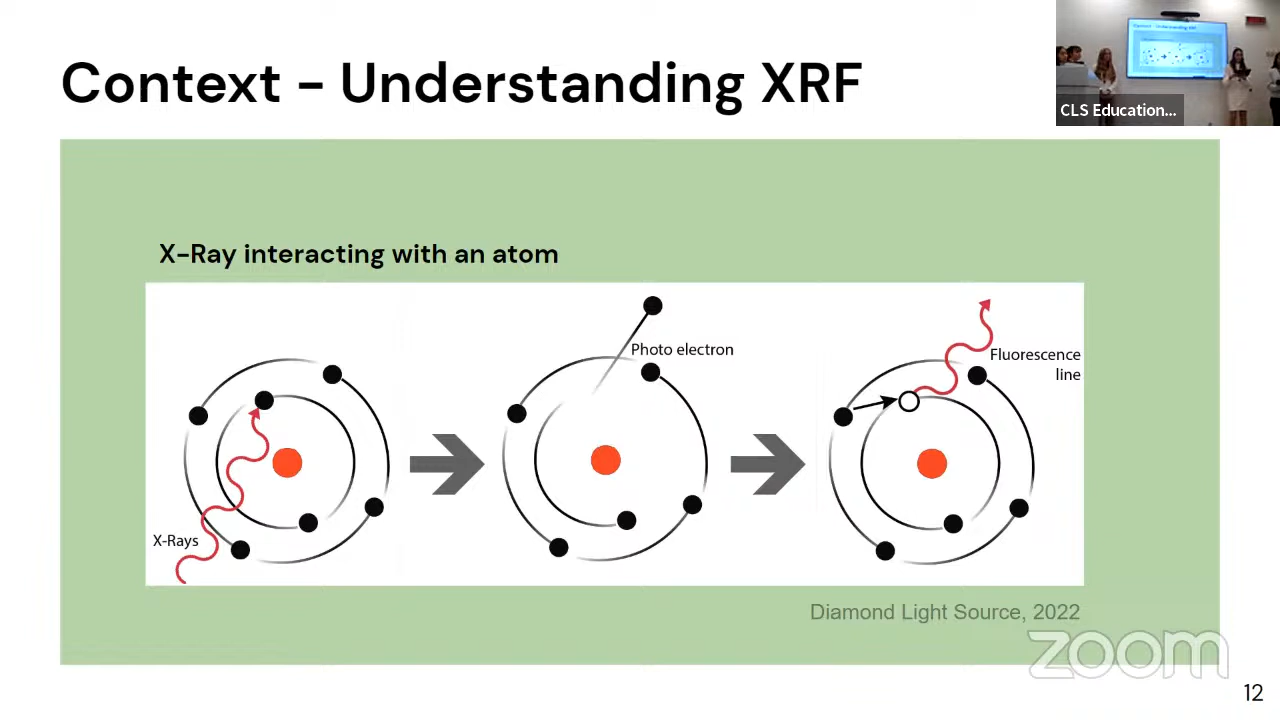 Context - Understanding XRF
CLS Education...
X-Ray interacting with an atom
Photo electron
Fluorescence
line
X-Rays
Diamond Light Source, 2022
zoom
12